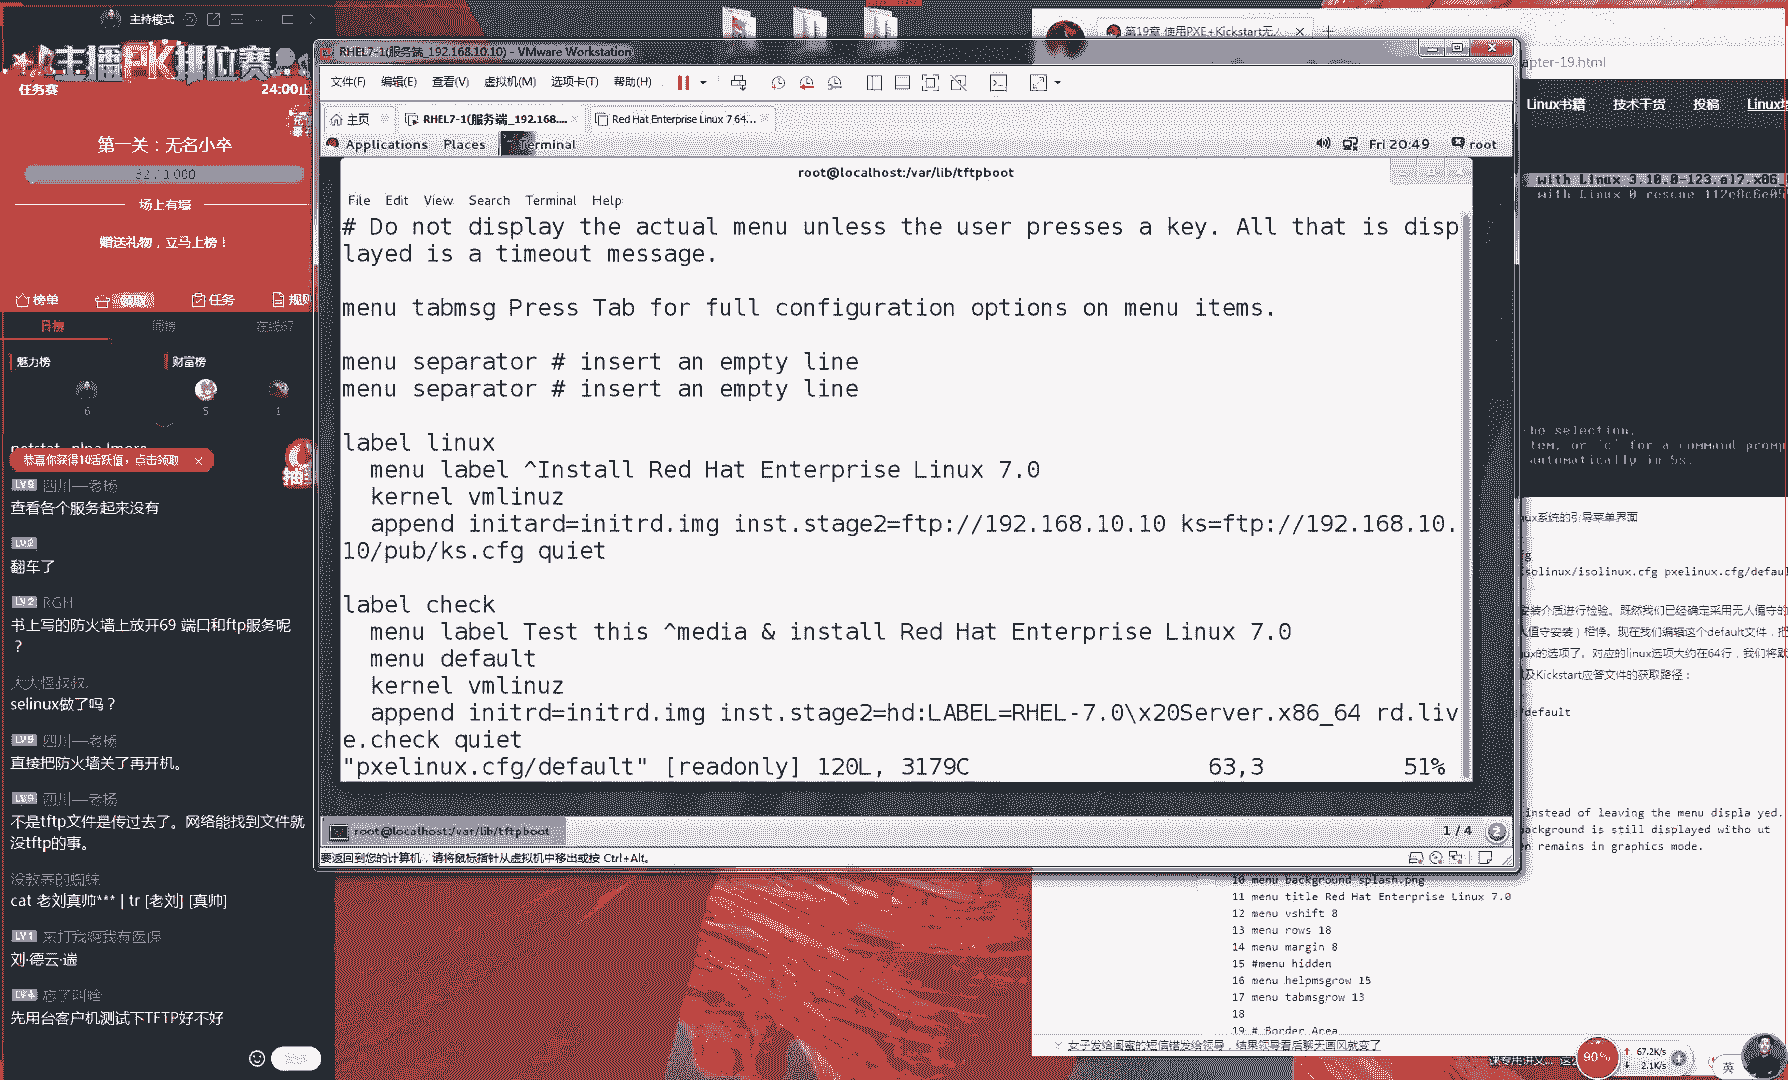 主持模式
主播PK排位赛
任务赛
24:00止
第一关：无名小卒
32 / 1 000
场上有增
赠送礼物，立马上榜！
榜单
领取
任务
规则
日榜
周榜
魅力榜
财富榜
6
5
1
恭喜你获得10活跃值，点击领取
LV9 四川—老杨
查看各个服务起来没有
LV2
翻车了
LV2 RGH
书上写的防火墙上放开69 端口和ftp服务呢
？
大大怪叔叔
selinux做了吗？
LV9 四川—老杨
直接把防火墙关了再开机。
LV9 四川—老杨
不是tftp文件是传过去了。网络能找到文件就
没tftp的事。
没教养的蜘蛛
cat 老刘真帅*** | tr [老刘] [真帅]
LV1 来打我啊我有医保
刘·德云·遄
LV4 忘了叫啥
先用台客户机测试下TFTP好不好
RHEL7-1(服务端_192.168.10.10) - VMware Workstation
文件(F) 编辑(E) 查看(V) 虚拟机(M) 选项卡(T) 帮助(H)
主页 RHEL7-1(服务端_192.168.... Red Hat Enterprise Linux 7 64...
Applications Places Terminal Fri 20:49 root
root@localhost:/var/lib/tftpboot
File Edit View Search Terminal Help
# Do not display the actual menu unless the user presses a key. All that is disp
layed is a timeout message.
menu tabmsg Press Tab for full configuration options on menu items.
menu separator # insert an empty line
menu separator # insert an empty line
label linux
menu label ^Install Red Hat Enterprise Linux 7.0
kernel vmlinuz
append initard=initrd.img inst.stage2=ftp://192.168.10.10 ks=ftp://192.168.10.
10/pub/ks.cfg quiet
label check
menu label Test this ^media & install Red Hat Enterprise Linux 7.0
menu default
kernel vmlinuz
append initrd=initrd.img inst.stage2=hd:LABEL=RHEL-7.0\x20Server.x86_64 rd.liv
e.check quiet
"pxelinux.cfg/default" [readonly] 120L, 3179C 63,3 51%
root@localhost:/var/lib/tftpboot
1 / 4
要返回到您的计算机，请将鼠标指针从虚拟机中移出或按 Ctrl+Alt。
第19章 使用PXE+Kickstart无人...
apter-19.html
Linux书籍 技术干货 投稿
with Linux 3.10.0-123.el7.x86_
with Linux 0 rescue 112e8c6e05
he selection,
tem, or 'c' for a command promp
automatically in 5s.
ux系统的引导菜单界面
fg
solinux/isolinux.cfg pxelinux.cfg/defaul
安装介质进行检验。既然我们已经确定采用无人值守的
人值守安装）相悖。现在我们编辑这个default文件，把
ux的选项了。对应的linux选项大约在64行，我们将默
及Kickstart应答文件的获取路径：
/default
instead of leaving the menu displa yed.
ackground is still displayed witho ut
en remains in graphics mode.
10 menu background splash.png
11 menu title Red Hat Enterprise Linux 7.0
12 menu vshift 8
13 menu rows 18
14 menu margin 8
15 #menu hidden
16 menu helpmsgrow 15
17 menu tabmsgrow 13
18
19 # Border Area
女子发给闺蜜的短信错发给领导，结果领导看后聊天画风就变了
90%
67.2K/s
2.1K/s
英